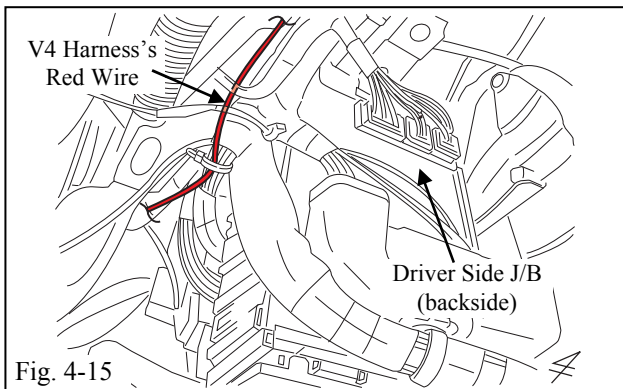 V4 Harness’s
Red Wire
Driver Side J/B
(backside)
Fig. 4-15